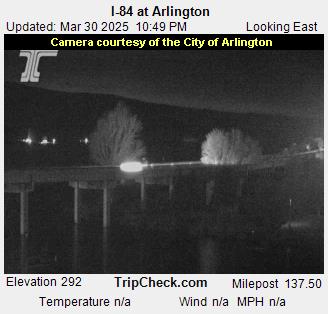 I-84 at Arlington
Updated: Mar 30 2025 10:49 PM Looking East
Camera courtesy of the City of Arlington
Elevation 292 TripCheck.com Milepost 137.50
Temperature n/a Wind n/a MPH n/a